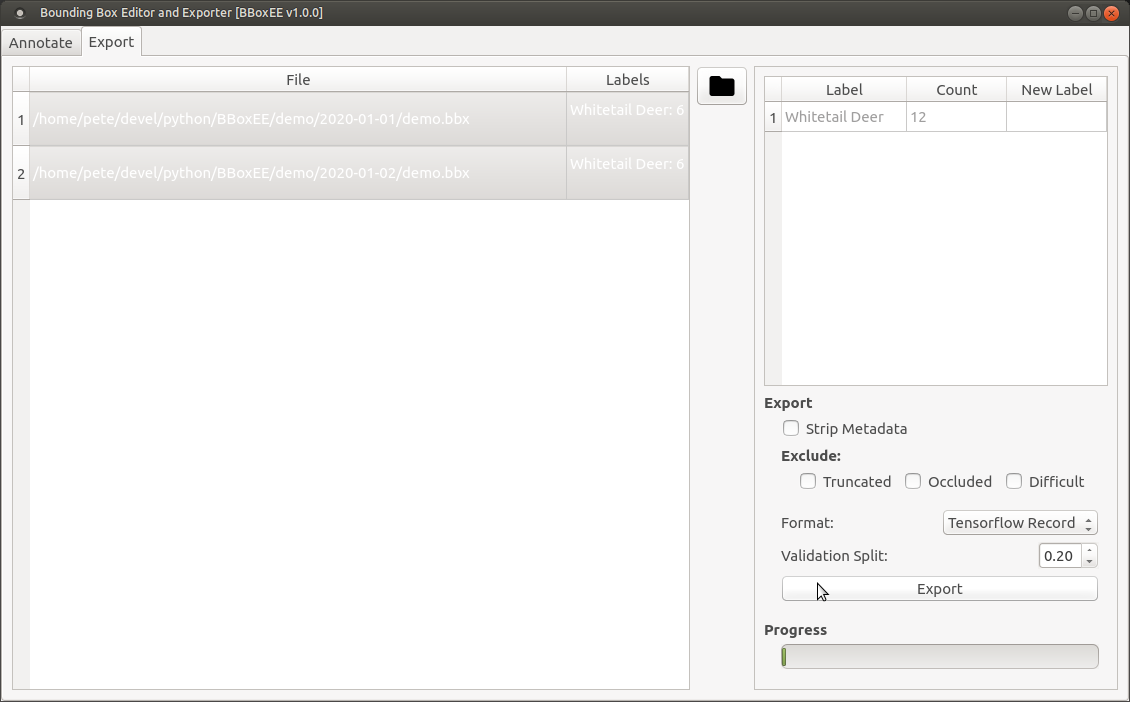 Bounding Box Editor and Exporter [BBoxEE v1.0.0]
Annotate Export
File Labels
1 /home/pete/devel/python/BBoxEE/demo/2020-01-01/demo.bbx Whitetail Deer: 6
2 /home/pete/devel/python/BBoxEE/demo/2020-01-02/demo.bbx Whitetail Deer: 6
Label Count New Label
1 Whitetail Deer 12
Export
Strip Metadata
Exclude:
Truncated Occluded Difficult
Format: Tensorflow Record
Validation Split: 0.20
Export
Progress